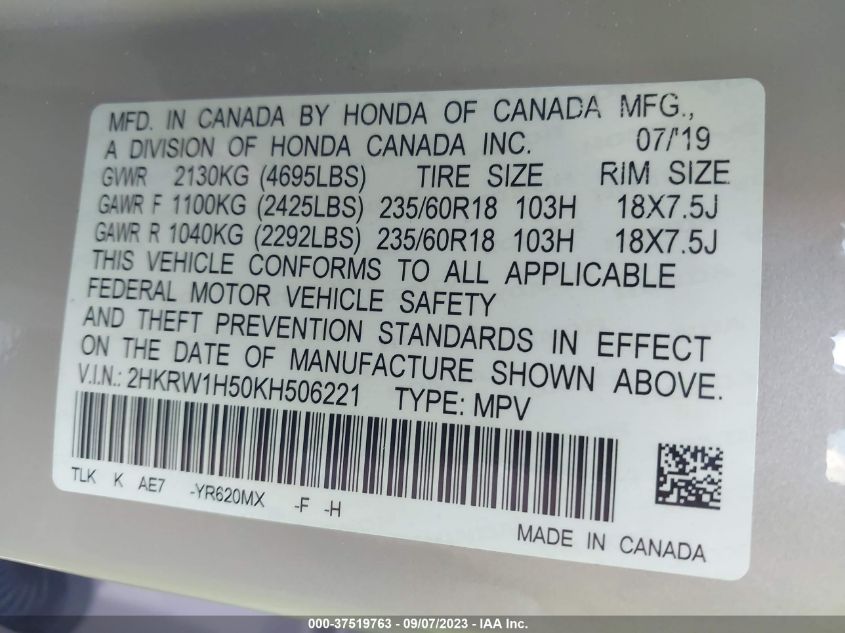 MFD. IN CANADA BY HONDA OF CANADA MFG.,
A DIVISION OF HONDA CANADA INC. 07/'19
GVWR 2130KG (4695LBS) TIRE SIZE RIM SIZE
GAWR F 1100KG (2425LBS) 235/60R18 103H 18X7.5J
GAWR R 1040KG (2292LBS) 235/60R18 103H 18X7.5J
THIS VEHICLE CONFORMS TO ALL APPLICABLE
FEDERAL MOTOR VEHICLE SAFETY
AND THEFT PREVENTION STANDARDS IN EFFECT
ON THE DATE OF MANUFACTURE SHOWN ABOVE.
V.I.N.: 2HKRW1H50KH506221 TYPE: MPV
TLK K AE7 -YR620MX -F -H
MADE IN CANADA
000-37519763 - 09/07/2023 - IAA Inc.